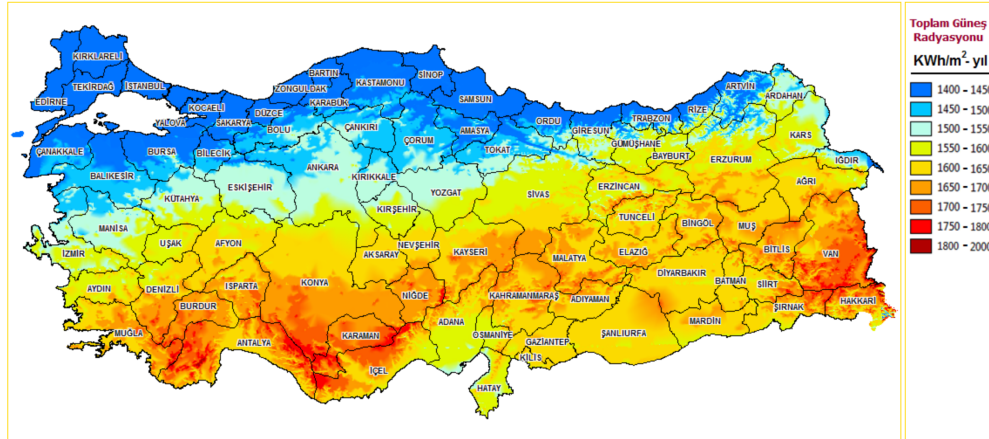 Toplam Güneş
Radyasyonu
KWh/m²- yıl
1400 - 1450
1450 - 1500
1500 - 1550
1550 - 1600
1600 - 1650
1650 - 1700
1700 - 1750
1750 - 1800
1800 - 2000
KIRKLARELİ
TEKİRDAĞ
İSTANBUL
EDİRNE
KOCAELİ
YALOVA
SAKARYA
DÜZCE
ZONGULDAK
BARTIN
KARABÜK
KASTAMONU
SİNOP
SAMSUN
BOLU
ÇANKIRI
ÇORUM
AMASYA
TOKAT
ORDU
GİRESUN
TRABZON
RİZE
ARTVİN
ARDAHAN
KARS
GÜMÜŞHANE
BAYBURT
ERZURUM
IĞDIR
AĞRI
ÇANAKKALE
BALIKESİR
BURSA
BİLECİK
ESKİŞEHİR
KÜTAHYA
ANKARA
KIRIKKALE
KIRŞEHİR
YOZGAT
SİVAS
ERZİNCAN
TUNCELİ
BİNGÖL
MUŞ
BİTLİS
VAN
MANİSA
İZMİR
UŞAK
AFYON
AKSARAY
NEVŞEHİR
KAYSERİ
MALATYA
ELAZIĞ
DİYARBAKIR
BATMAN
SİİRT
ŞIRNAK
HAKKARİ
AYDIN
DENİZLİ
BURDUR
ISPARTA
KONYA
NİĞDE
KAHRAMANMARAŞ
ADIYAMAN
ŞANLIURFA
MARDİN
MUĞLA
ANTALYA
KARAMAN
İÇEL
ADANA
OSMANİYE
GAZİANTEP
KİLİS
HATAY